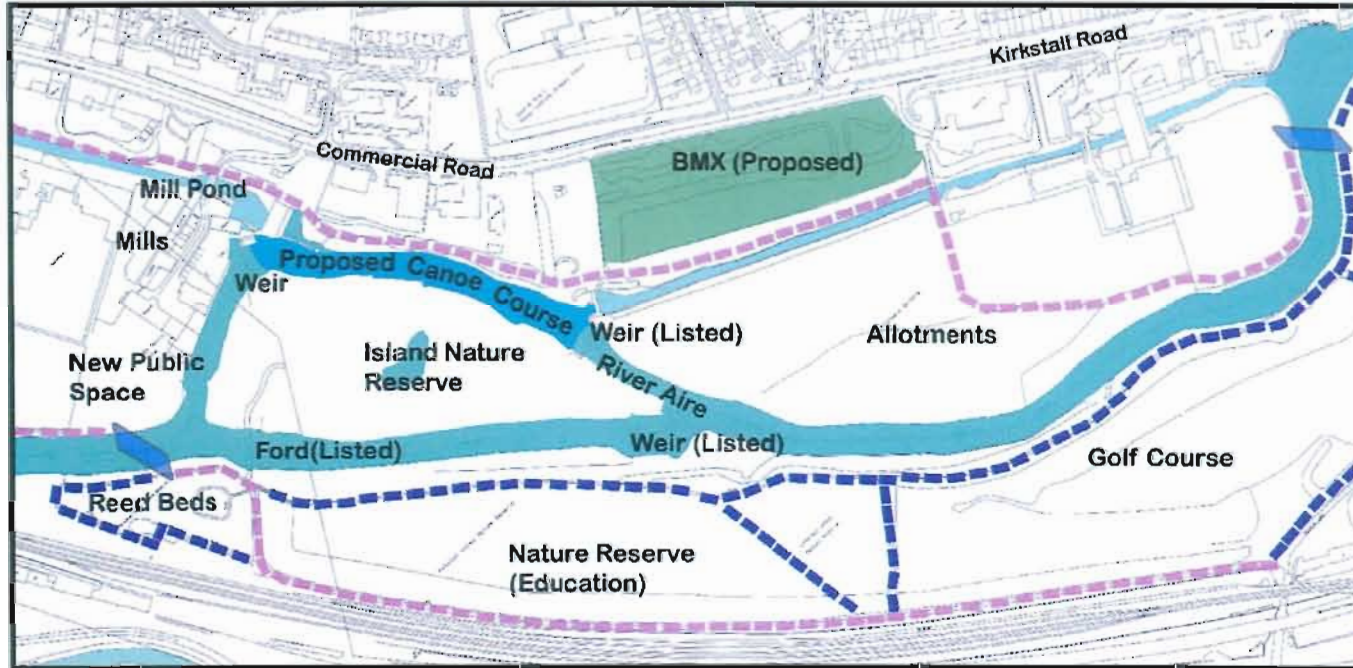 Kirkstall Road
Commercial Road
BMX (Proposed)
Mill Pond
Mills
Proposed Canoe Course
Weir
Weir (Listed)
Allotments
Island Nature
Reserve
New Public
Space
River Aire
Ford(Listed)
Weir (Listed)
Golf Course
Reed Beds
Nature Reserve
(Education)